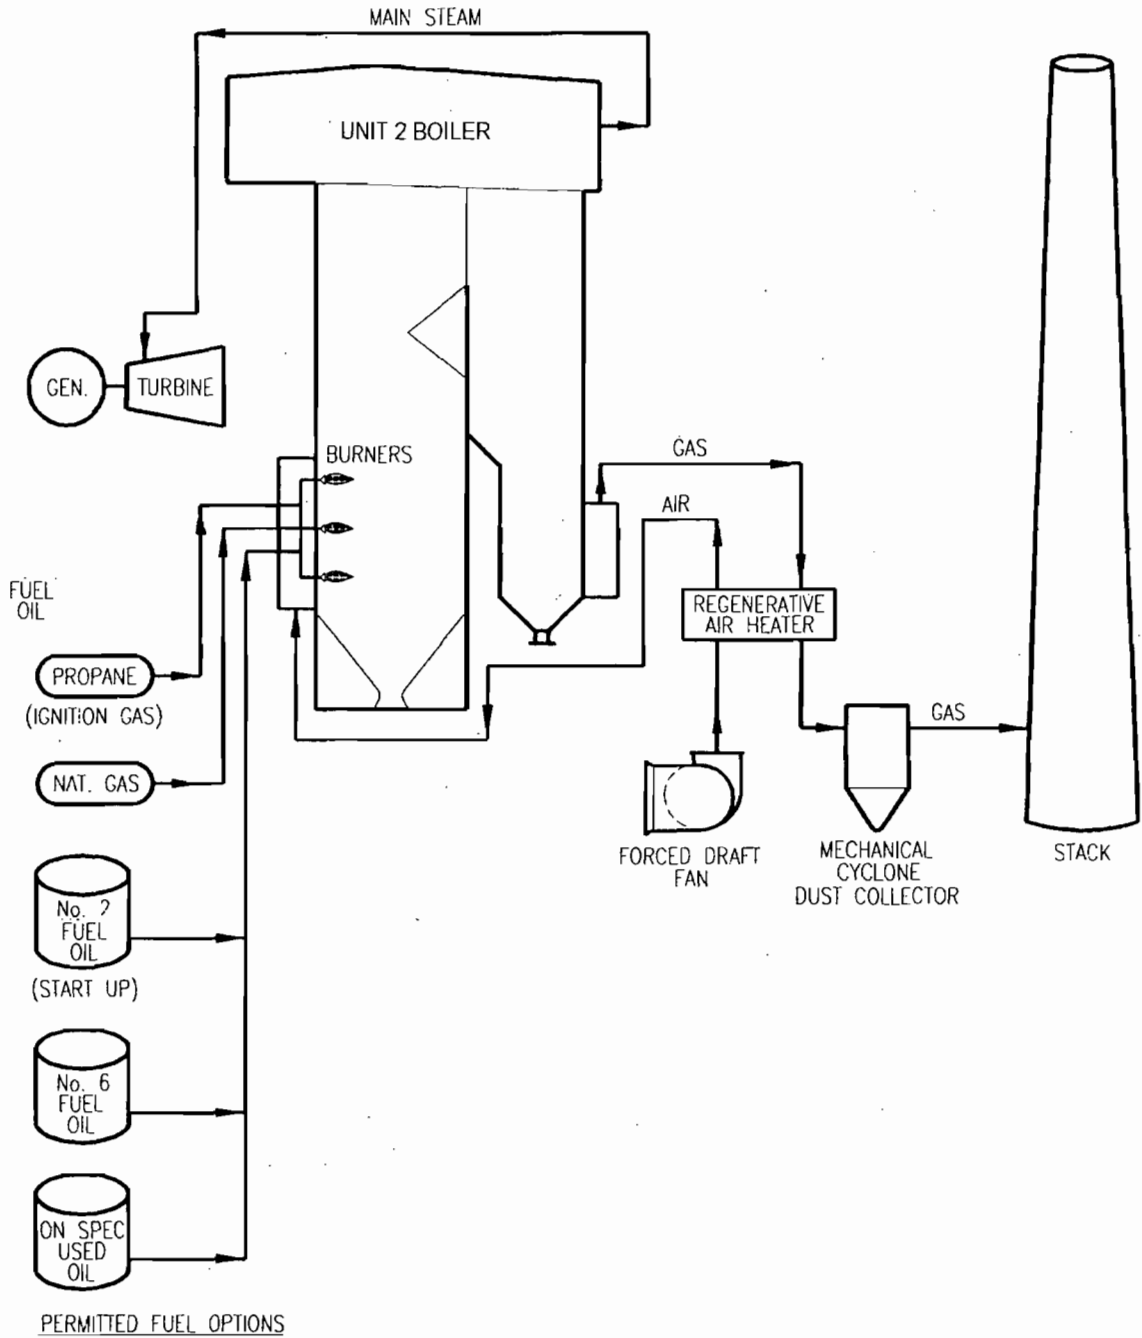 MAIN STEAM
UNIT 2 BOILER
GEN.
TURBINE
BURNERS
GAS
AIR
FUEL
OIL
REGENERATIVE
AIR HEATER
PROPANE
(IGNITION GAS)
GAS
NAT. GAS
FORCED DRAFT
FAN
MECHANICAL
CYCLONE
DUST COLLECTOR
STACK
No. 2
FUEL
OIL
(START UP)
No. 6
FUEL
OIL
ON SPEC
USED
OIL
PERMITTED FUEL OPTIONS